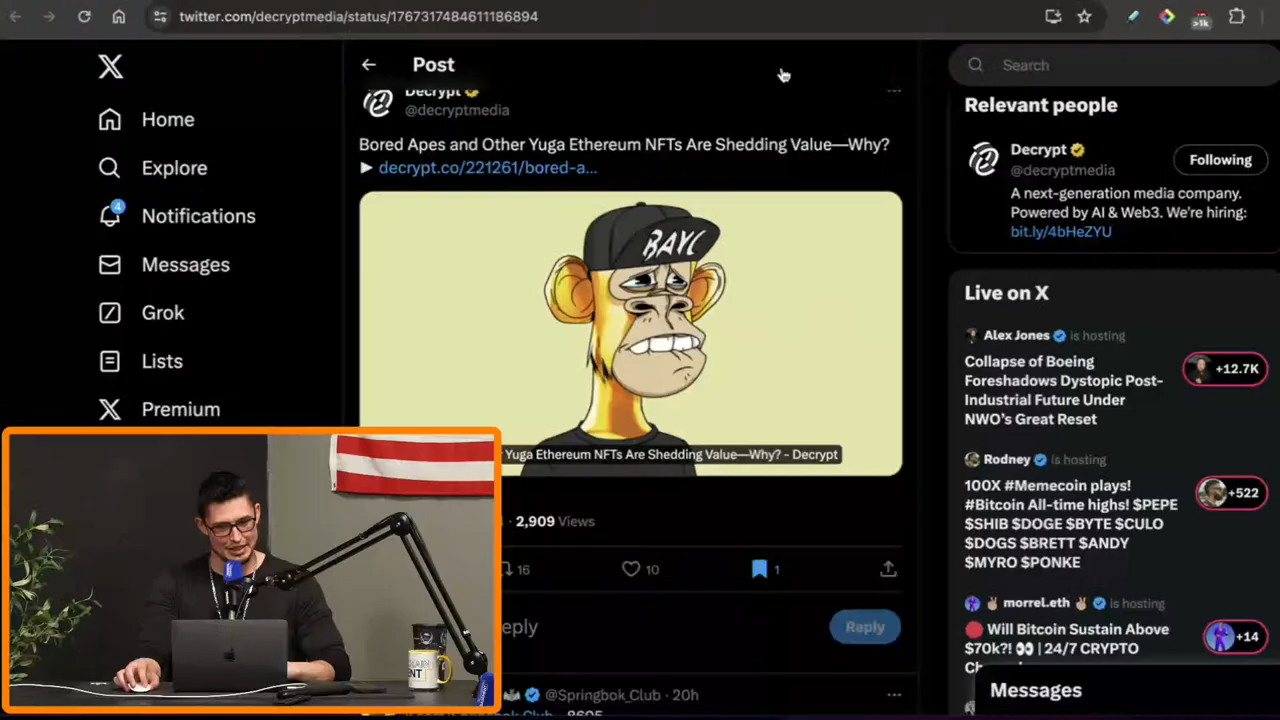 twitter.com/decryptmedia/status/1767317484611186894
>1k
Post
Search
Decrypt
@decryptmedia
Bored Apes and Other Yuga Ethereum NFTs Are Shedding Value—Why?
▶ decrypt.co/221261/bored-a...
BAYC
Yuga Ethereum NFTs Are Shedding Value—Why? - Decrypt
2,909 Views
16
10
1
eply
Reply
@Springbok_Club · 20h
Home
Explore
4
Notifications
Messages
Grok
Lists
Premium
Relevant people
Decrypt
Following
@decryptmedia
A next-generation media company.
Powered by AI & Web3. We're hiring:
bit.ly/4bHeZYU
Live on X
Alex Jones is hosting
Collapse of Boeing
Foreshadows Dystopic Post-
Industrial Future Under
NWO's Great Reset
+12.7K
Rodney is hosting
100X #Memecoin plays!
#Bitcoin All-time highs! $PEPE
$SHIB $DOGE $BYTE $CULO
$DOGS $BRETT $ANDY
$MYRO $PONKE
+522
morrel.eth is hosting
Will Bitcoin Sustain Above
$70k?! | 24/7 CRYPTO
+14
Messages